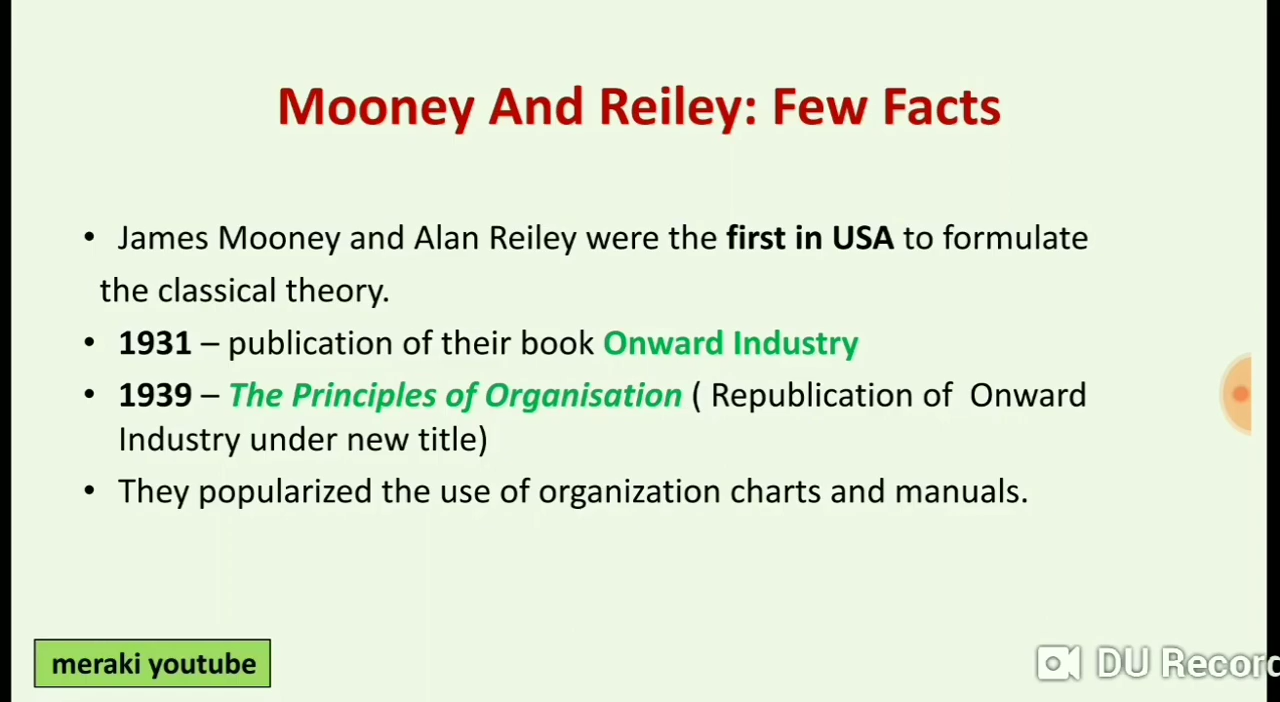 Mooney And Reiley: Few Facts
• James Mooney and Alan Reiley were the first in USA to formulate
the classical theory.
• 1931 – publication of their book Onward Industry
• 1939 – The Principles of Organisation ( Republication of Onward
Industry under new title)
• They popularized the use of organization charts and manuals.
meraki youtube
DU Recorc